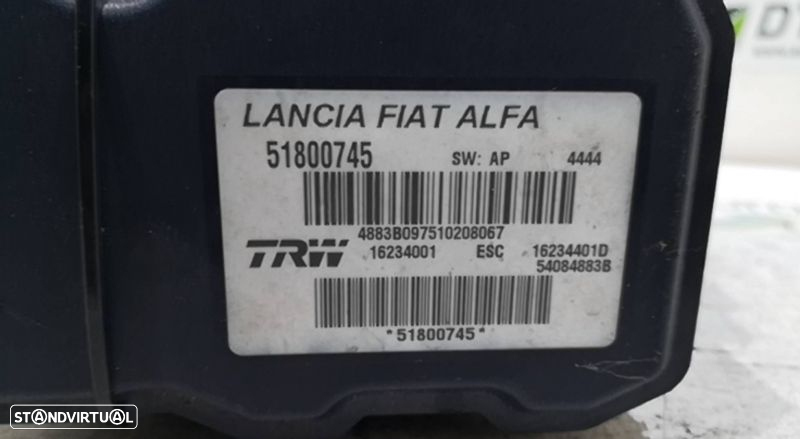 LANCIA FIAT ALFA
51800745 SW: AP 4444
4883B097510208067
TRW 16234001 ESC 16234401D
54084883B
*51800745*
STANDVIRTUAL